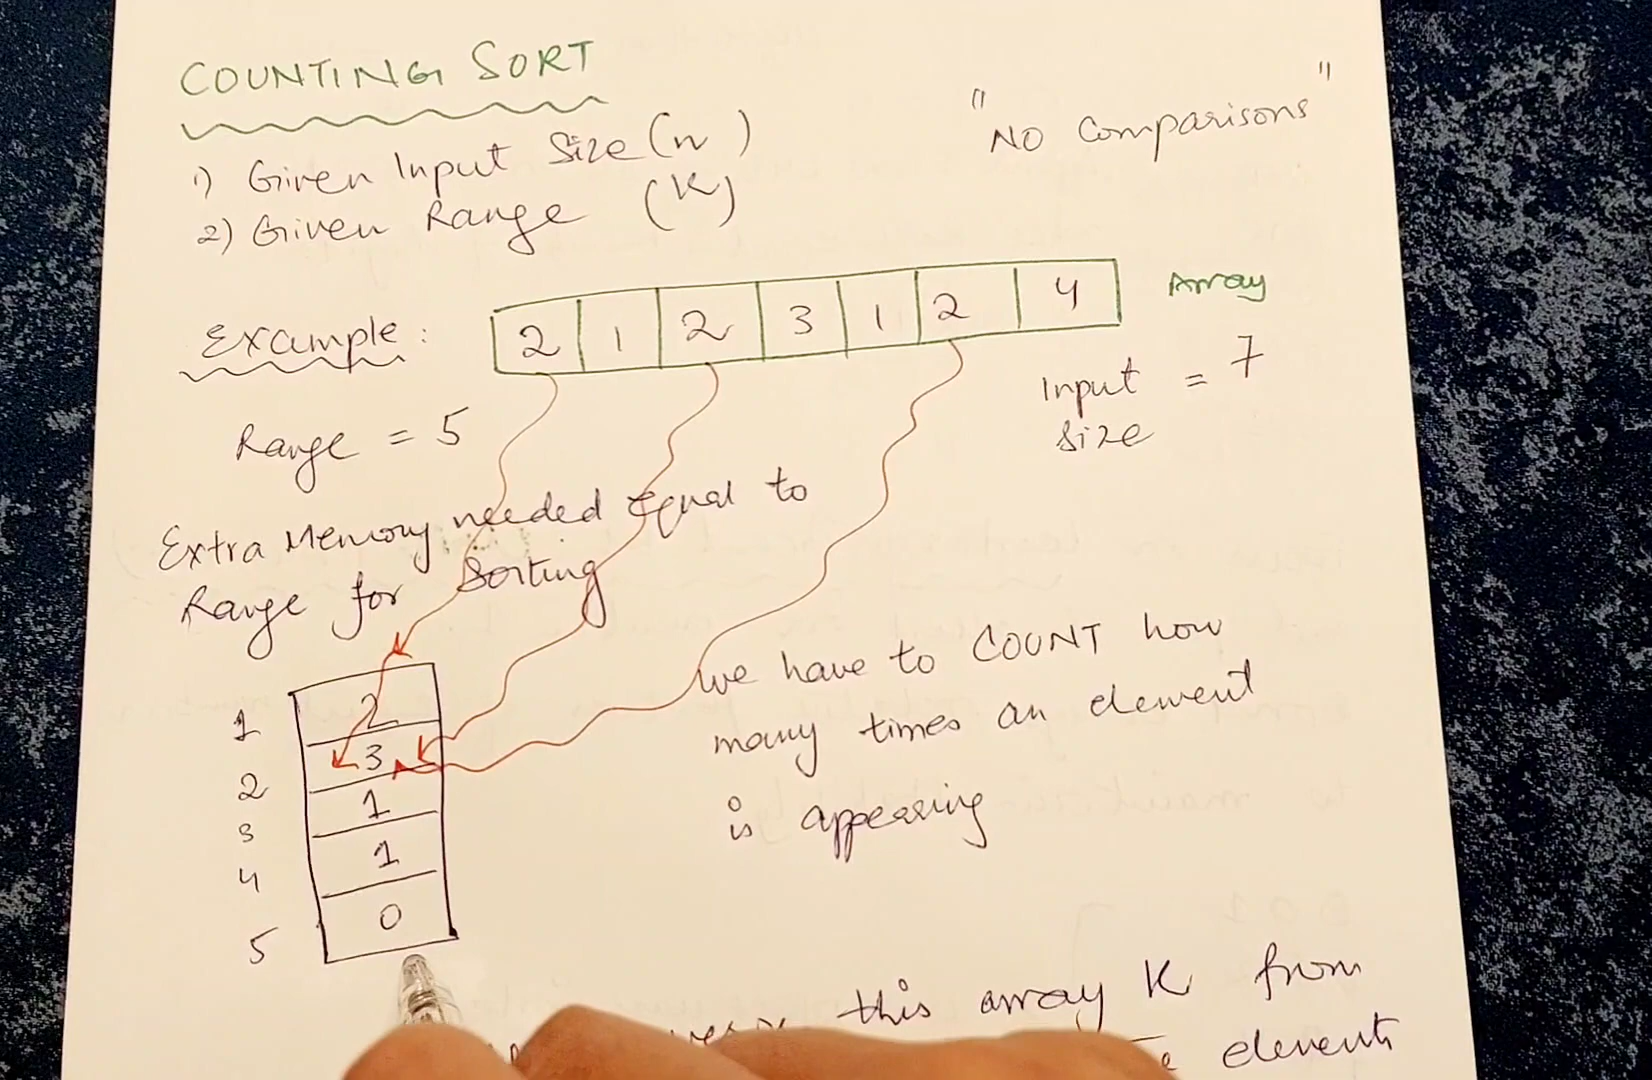 COUNTING SORT
1) Given Input Size (n)
2) Given Range (K)
"No Comparisons"
Example :
2 1 2 3 1 2 4
Array
Range = 5
Input Size = 7
Extra Memory needed equal to
Range for Sorting
we have to COUNT how
many times an element
is appearing
1 2
2 3
3 1
4 1
5 0
this array K from
elements